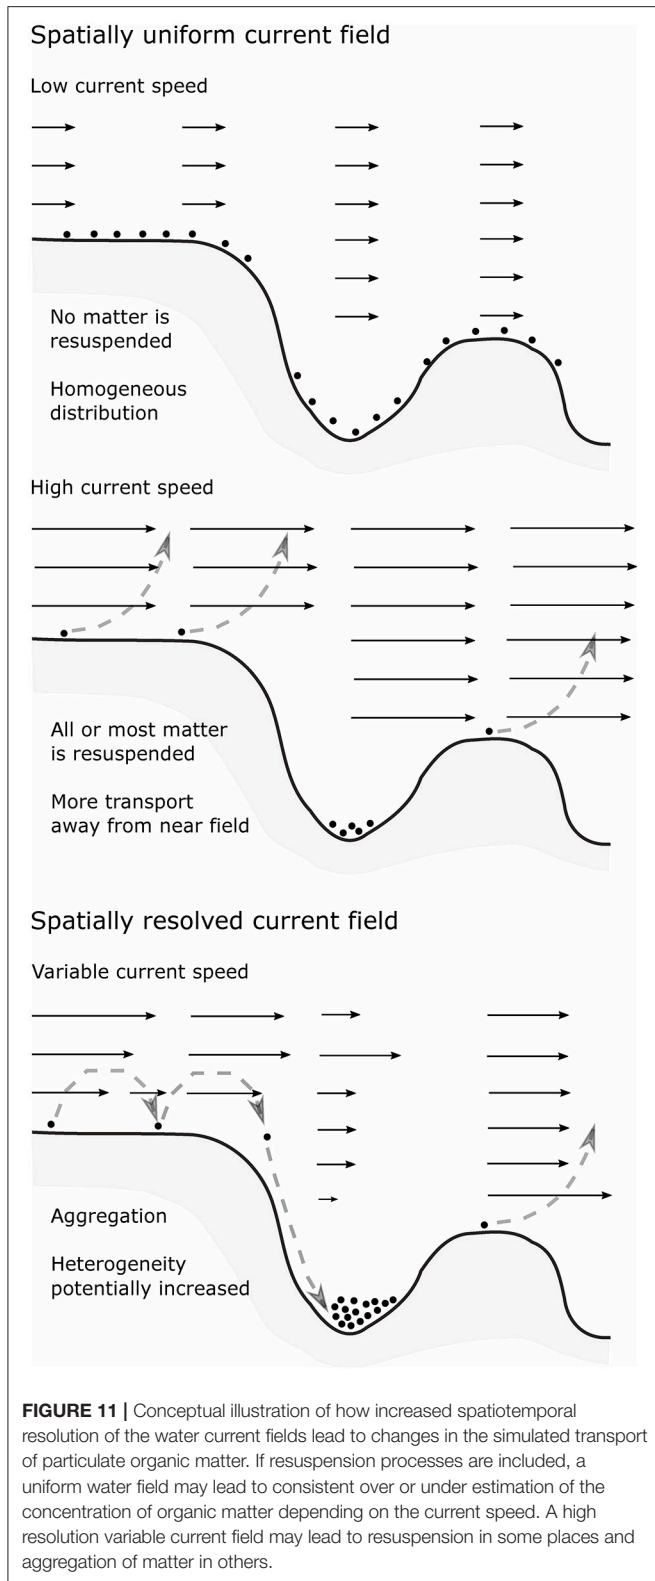 Spatially uniform current field
Low current speed
No matter is
resuspended
Homogeneous
distribution
High current speed
All or most matter
is resuspended
More transport
away from near field
Spatially resolved current field
Variable current speed
Aggregation
Heterogeneity
potentially increased
FIGURE 11 | Conceptual illustration of how increased spatiotemporal
resolution of the water current fields lead to changes in the simulated transport
of particulate organic matter. If resuspension processes are included, a
uniform water field may lead to consistent over or under estimation of the
concentration of organic matter depending on the current speed. A high
resolution variable current field may lead to resuspension in some places and
aggregation of matter in others.